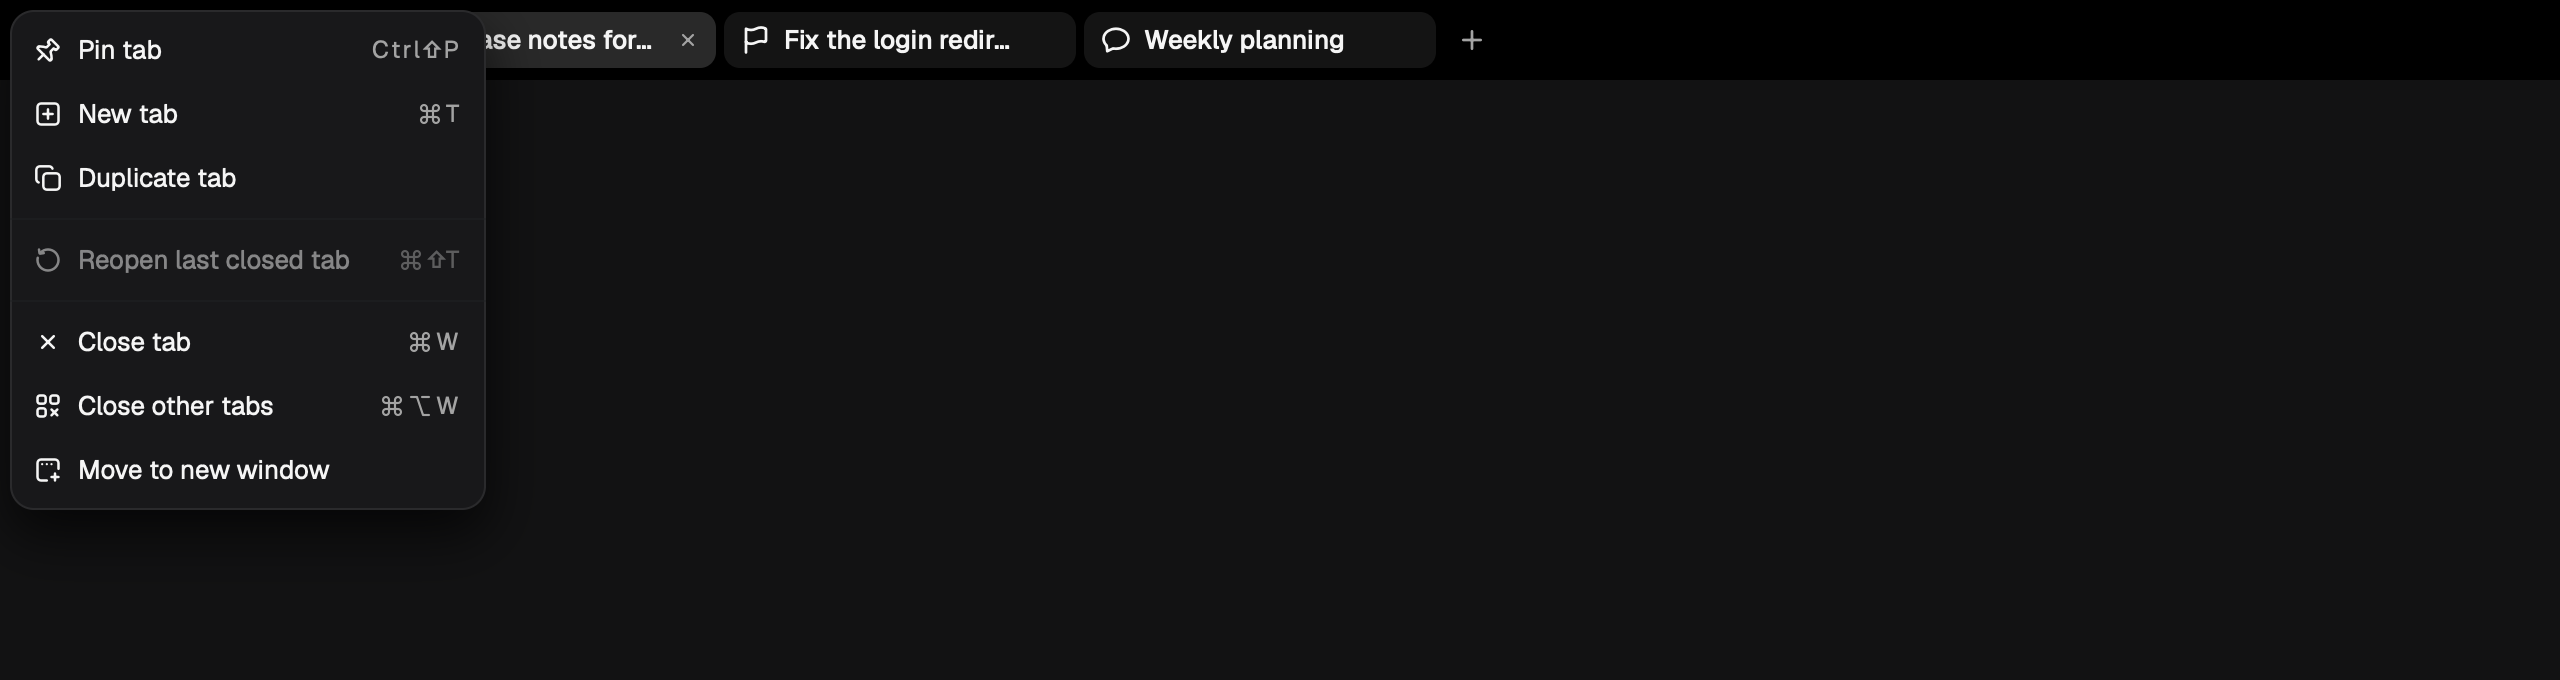 Pin tab Ctrl⇧P
New tab ⌘T
Duplicate tab
Reopen last closed tab ⌘⇧T
Close tab ⌘W
Close other tabs ⌘⌥W
Move to new window
notes for...
Fix the login redir...
Weekly planning